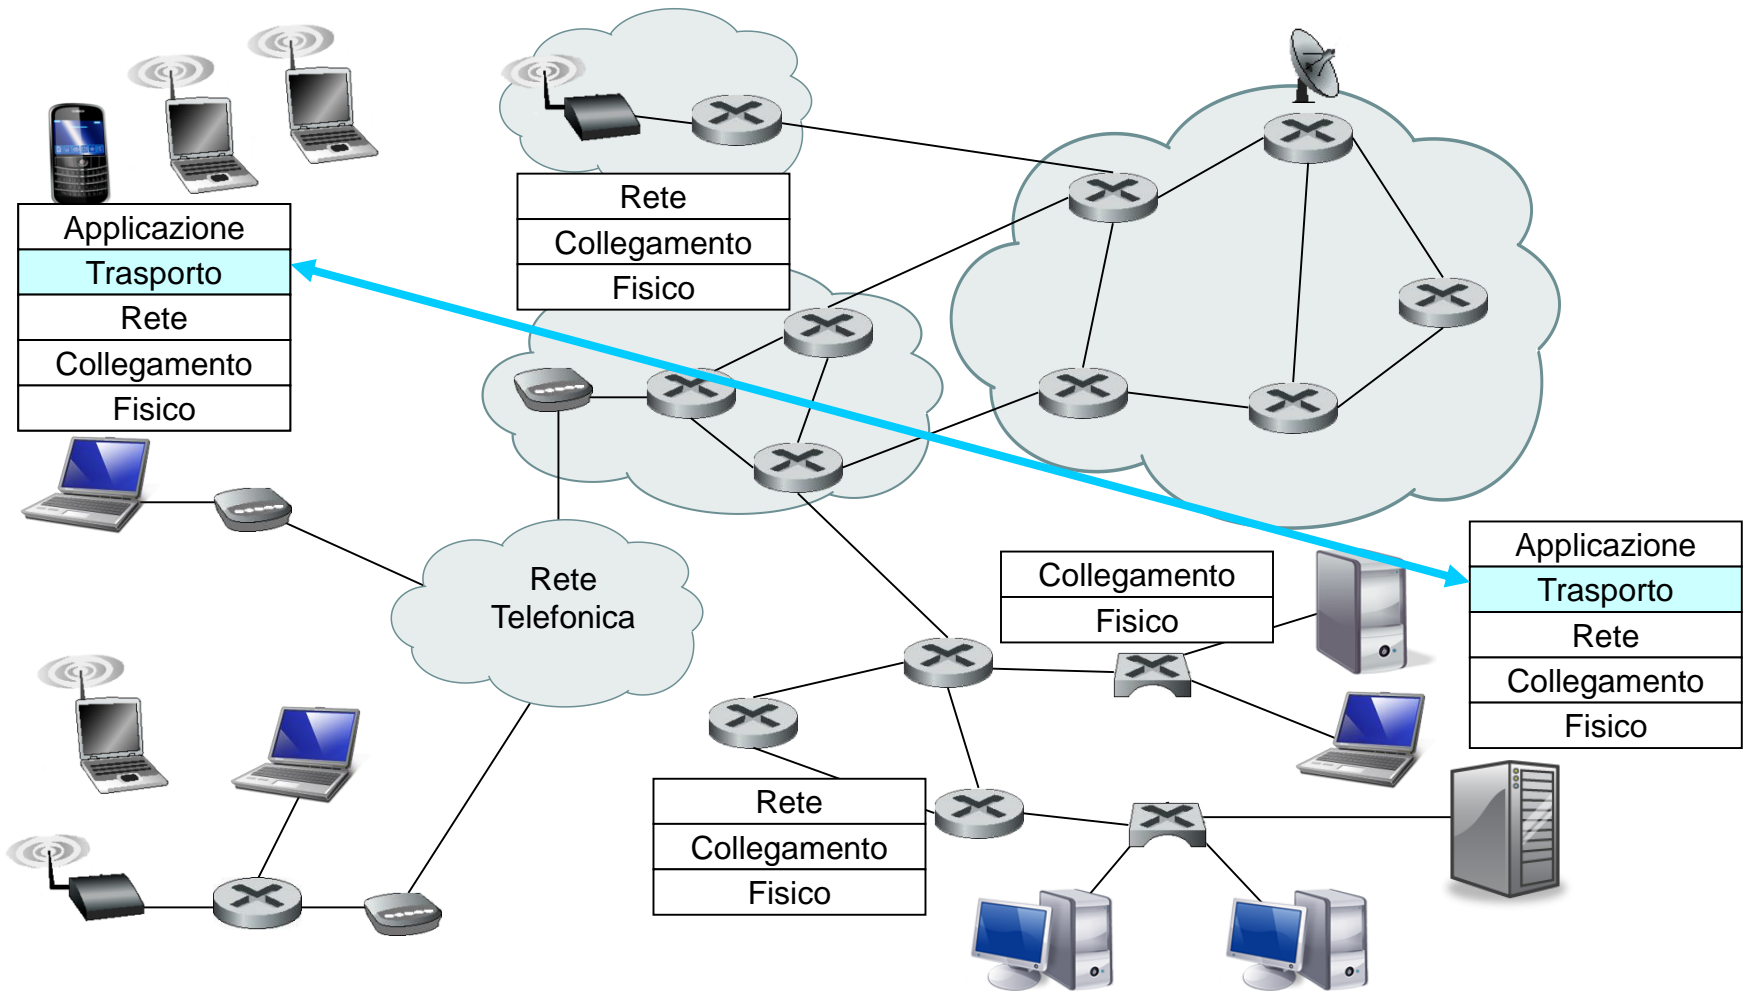 Applicazione
Trasporto
Rete
Collegamento
Fisico
Rete
Collegamento
Fisico
Rete
Telefonica
Collegamento
Fisico
Applicazione
Trasporto
Rete
Collegamento
Fisico
Rete
Collegamento
Fisico